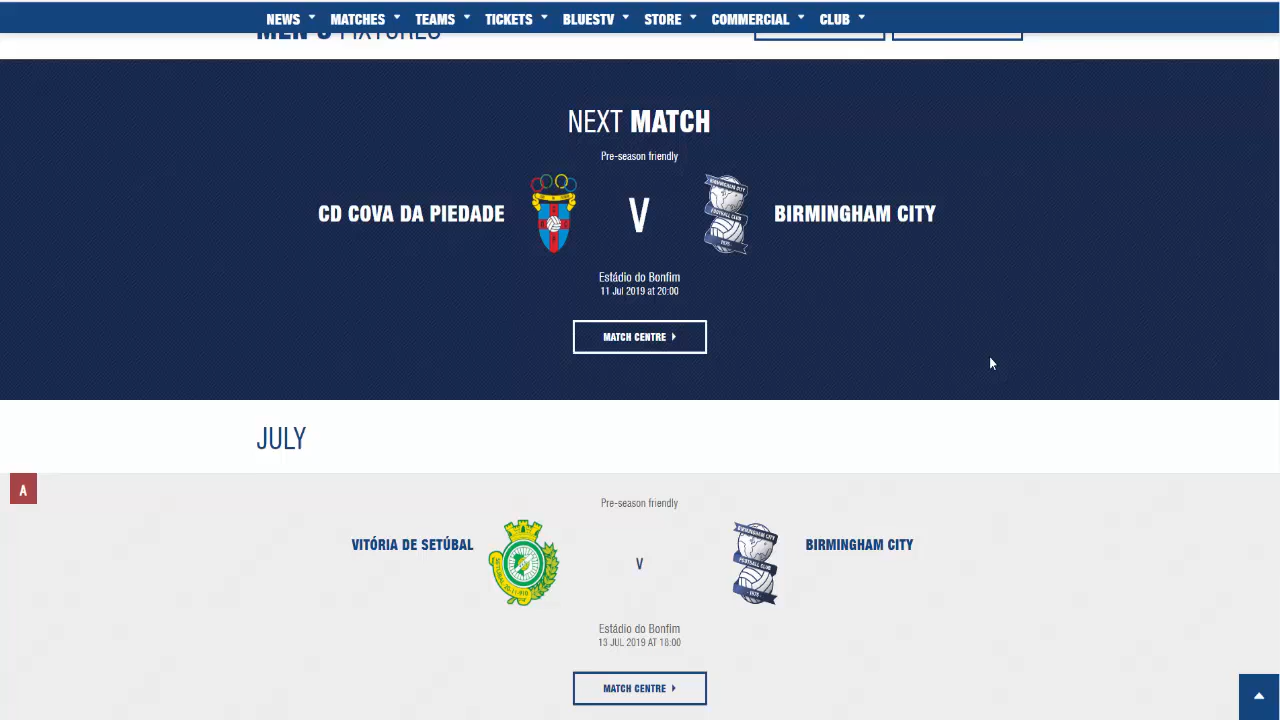 NEWS MATCHES TEAMS TICKETS BLUESTV STORE COMMERCIAL CLUB
MEN'S FIXTURES
NEXT MATCH
Pre-season friendly
CD COVA DA PIEDADE V BIRMINGHAM CITY
Estádio do Bonfim
11 Jul 2019 at 20:00
MATCH CENTRE
JULY
A
Pre-season friendly
VITÓRIA DE SETÚBAL V BIRMINGHAM CITY
Estádio do Bonfim
13 JUL 2019 AT 18:00
MATCH CENTRE